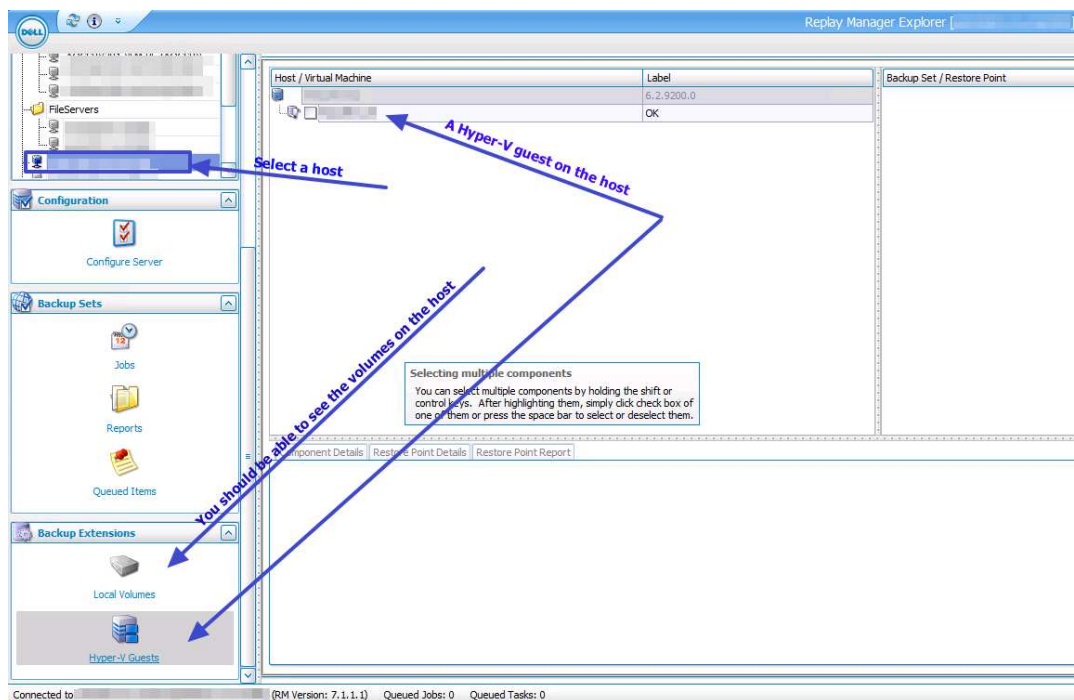 DELL
Replay Manager Explorer [
FileServers
Host / Virtual Machine
Label
Backup Set / Restore Point
6.2.9200.0
OK
Select a host
A Hyper-V guest on the host
You should be able to see the volumes on the host
Configuration
Configure Server
Backup Sets
12
Jobs
Reports
Queued Items
Backup Extensions
Local Volumes
Hyper-V Guests
Selecting multiple components
You can select multiple components by holding the shift or
control keys. After highlighting them, simply click check box of
one of them or press the space bar to select or deselect them.
Component Details
Restore Point Details
Restore Point Report
Connected to
(RM Version: 7.1.1.1)
Queued Jobs: 0
Queued Tasks: 0